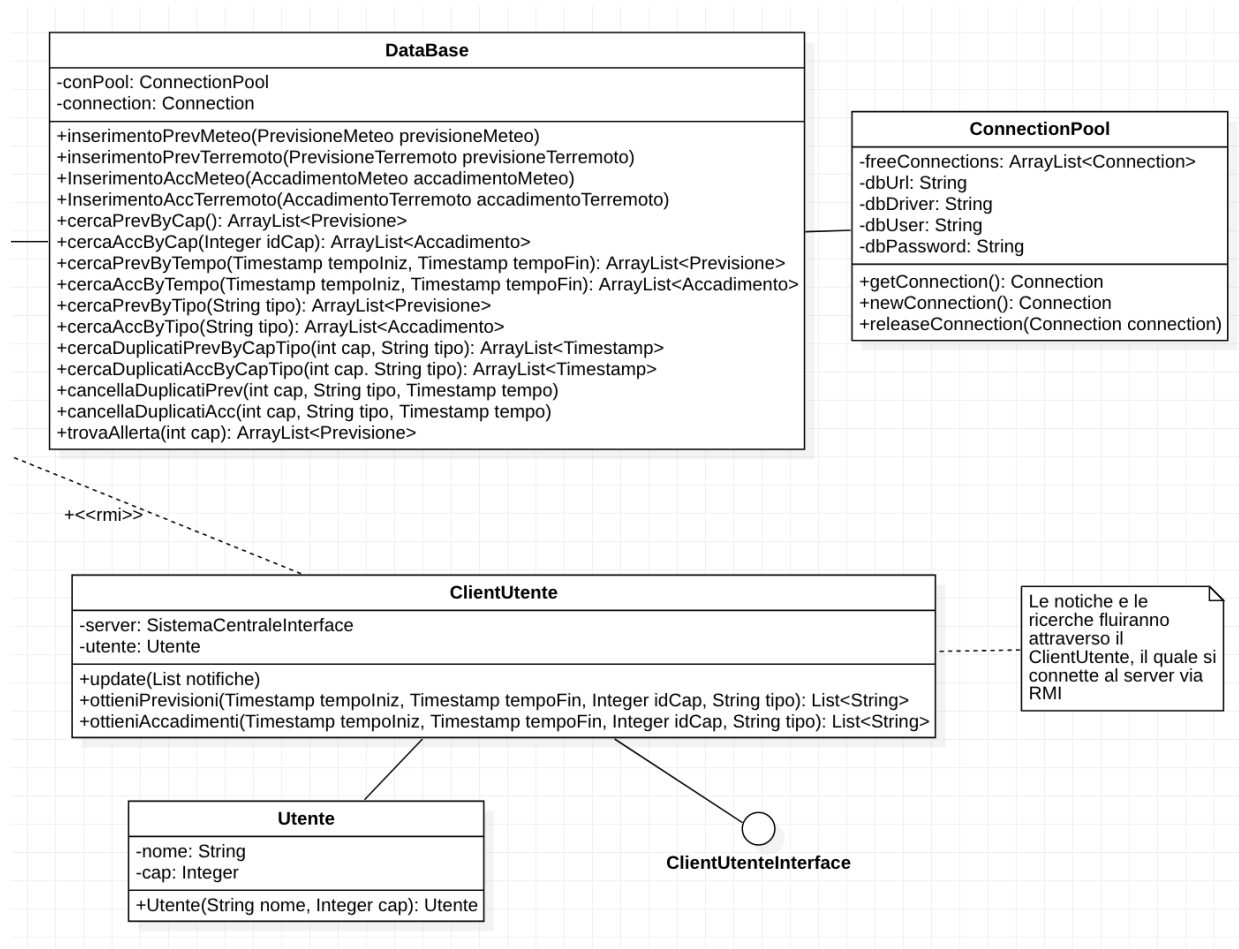 DataBase
-conPool: ConnectionPool
-connection: Connection
+inserimentoPrevMeteo(PrevisioneMeteo previsioneMeteo)
+inserimentoPrevTerremoto(PrevisioneTerremoto previsioneTerremoto)
+InserimentoAccMeteo(AccadimentoMeteo accadimentoMeteo)
+InserimentoAccTerremoto(AccadimentoTerremoto accadimentoTerremoto)
+cercaPrevByCap(): ArrayList<Previsione>
+cercaAccByCap(Integer idCap): ArrayList<Accadimento>
+cercaPrevByTempo(Timestamp tempoIniz, Timestamp tempoFin): ArrayList<Previsione>
+cercaAccByTempo(Timestamp tempoIniz, Timestamp tempoFin): ArrayList<Accadimento>
+cercaPrevByTipo(String tipo): ArrayList<Previsione>
+cercaAccByTipo(String tipo): ArrayList<Accadimento>
+cercaDuplicatiPrevByCapTipo(int cap, String tipo): ArrayList<Timestamp>
+cercaDuplicatiAccByCapTipo(int cap. String tipo): ArrayList<Timestamp>
+cancellaDuplicatiPrev(int cap, String tipo, Timestamp tempo)
+cancellaDuplicatiAcc(int cap, String tipo, Timestamp tempo)
+trovaAllerta(int cap): ArrayList<Previsione>
ConnectionPool
-freeConnections: ArrayList<Connection>
-dbUrl: String
-dbDriver: String
-dbUser: String
-dbPassword: String
+getConnection(): Connection
+newConnection(): Connection
+releaseConnection(Connection connection)
+<<rmi>>
ClientUtente
-server: SistemaCentraleInterface
-utente: Utente
+update(List notifiche)
+ottieniPrevisioni(Timestamp tempoIniz, Timestamp tempoFin, Integer idCap, String tipo): List<String>
+ottieniAccadimenti(Timestamp tempoIniz, Timestamp tempoFin, Integer idCap, String tipo): List<String>
Le notiche e le
ricerche fluiranno
attraverso il
ClientUtente, il quale si
connette al server via
RMI
Utente
-nome: String
-cap: Integer
+Utente(String nome, Integer cap): Utente
ClientUtenteInterface